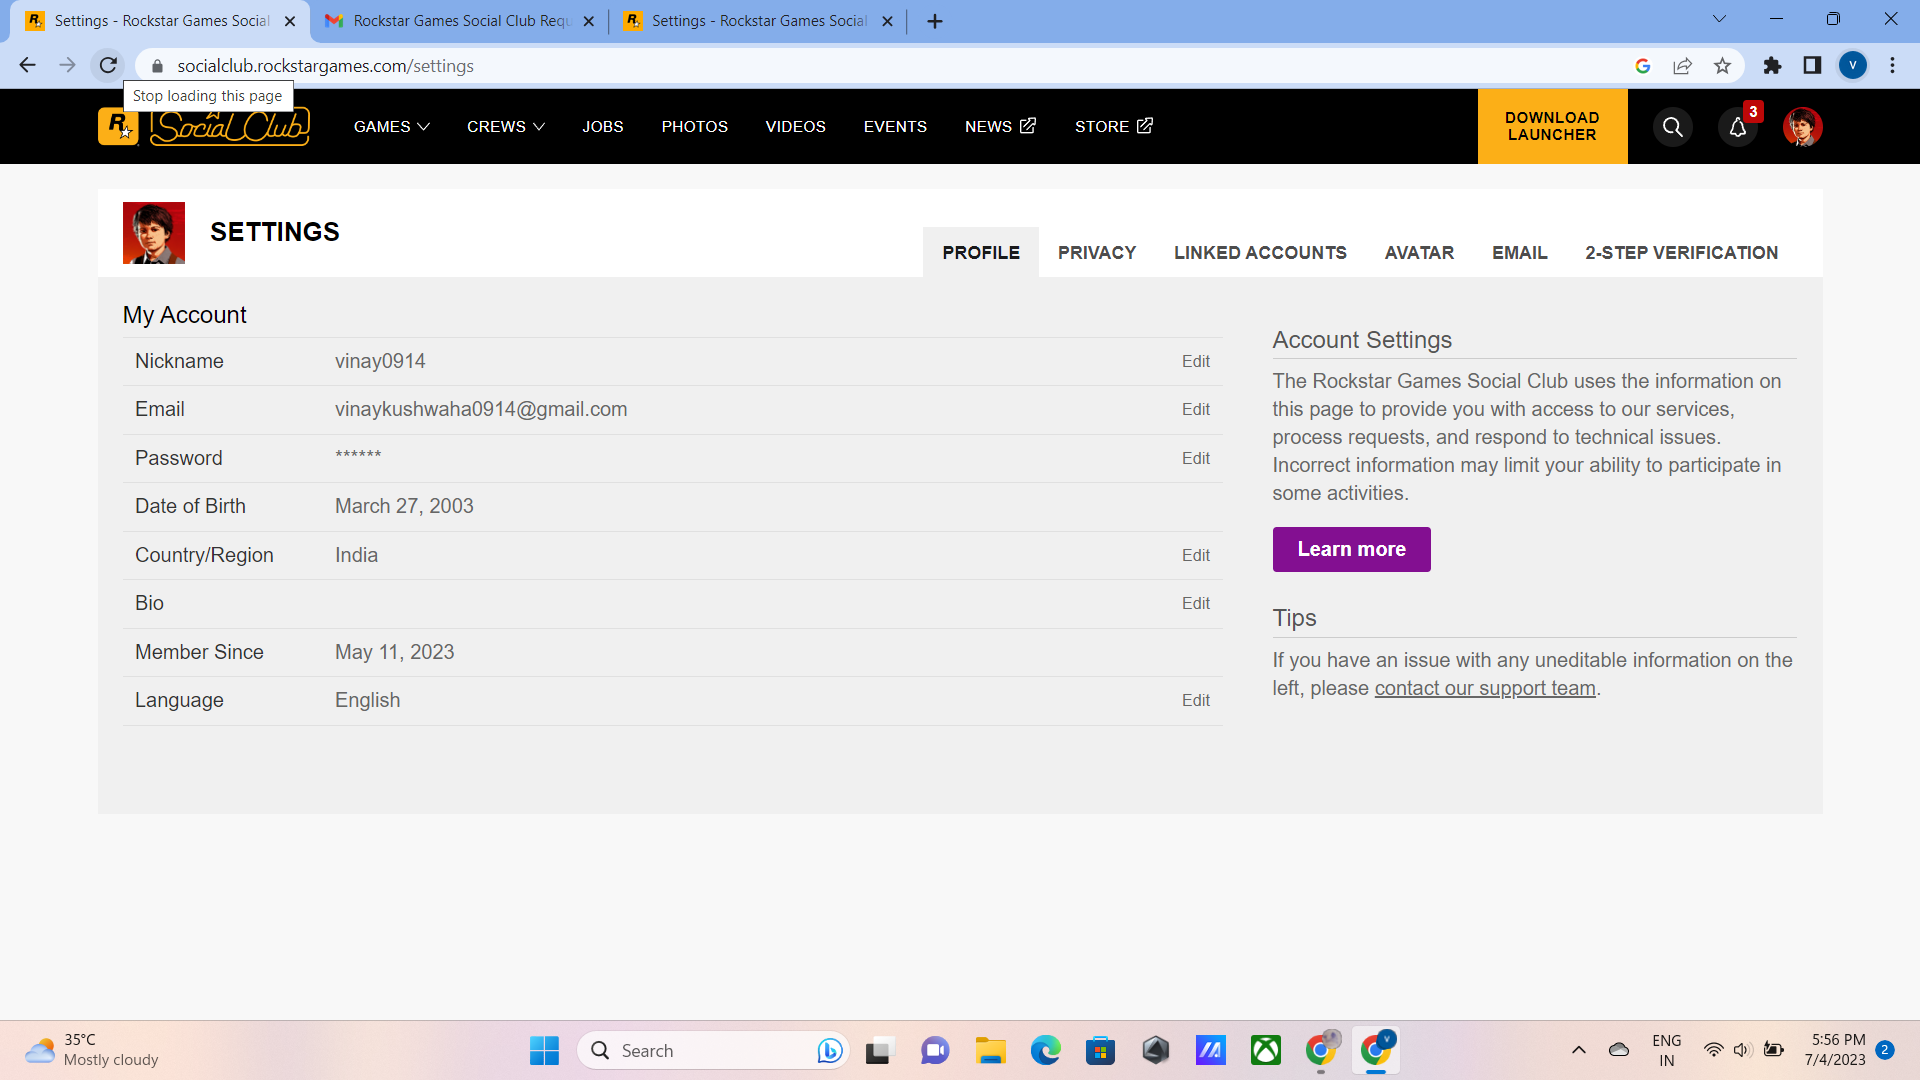 Settings - Rockstar Games Social
Rockstar Games Social Club Requ
Settings - Rockstar Games Social
socialclub.rockstargames.com/settings
V
Stop loading this page
R
Social Club
GAMES
CREWS
JOBS
PHOTOS
VIDEOS
EVENTS
NEWS
STORE
DOWNLOAD
LAUNCHER
3
SETTINGS
PROFILE
PRIVACY
LINKED ACCOUNTS
AVATAR
EMAIL
2-STEP VERIFICATION
My Account
Nickname vinay0914 Edit
Email vinaykushwaha0914@gmail.com Edit
Password ****** Edit
Date of Birth March 27, 2003
Country/Region India Edit
Bio Edit
Member Since May 11, 2023
Language English Edit
Account Settings
The Rockstar Games Social Club uses the information on
this page to provide you with access to our services,
process requests, and respond to technical issues.
Incorrect information may limit your ability to participate in
some activities.
Learn more
Tips
If you have an issue with any uneditable information on the
left, please contact our support team.
35°C
Mostly cloudy
Search
ENG
IN
5:56 PM
7/4/2023
2